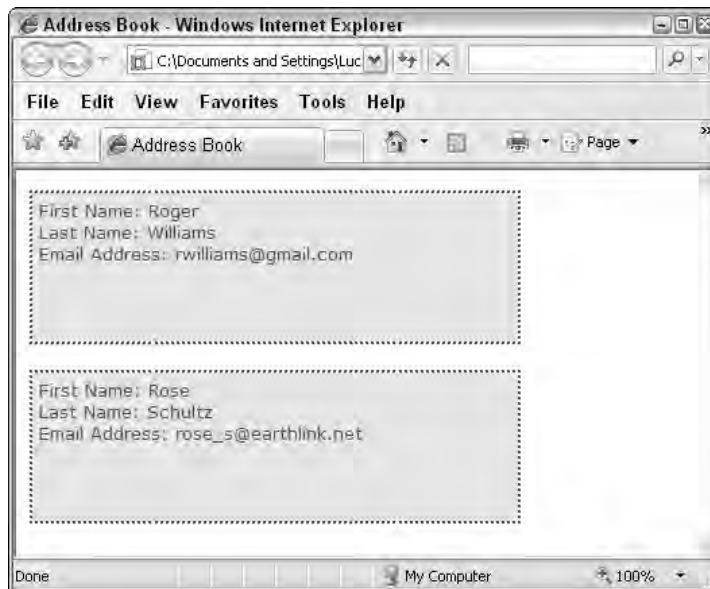 Address Book - Windows Internet Explorer
C:\Documents and Settings\Luc
File Edit View Favorites Tools Help
Address Book
Page
First Name: Roger
Last Name: Williams
Email Address: rwilliams@gmail.com
First Name: Rose
Last Name: Schultz
Email Address: rose_s@earthlink.net
Done My Computer 100%